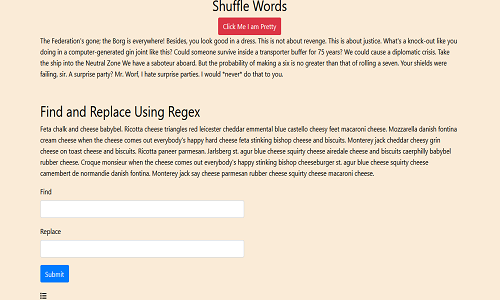 Shuffle Words
Click Me I am Pretty
The Federation's gone; the Borg is everywhere! Besides, you look good in a dress. This is not about revenge. This is about justice. What's a knock-out like you
doing in a computer-generated gin joint like this? Could someone survive inside a transporter buffer for 75 years? We could cause a diplomatic crisis. Take
the ship into the Neutral Zone We have a saboteur aboard. But the probability of making a six is no greater than that of rolling a seven. Your shields were
failing, sir. A surprise party? Mr. Worf, I hate surprise parties. I would *never* do that to you.
Find and Replace Using Regex
Feta chalk and cheese babybel. Ricotta cheese triangles red leicester cheddar emmental blue castello cheesy feet macaroni cheese. Mozzarella danish fontina
cream cheese when the cheese comes out everybody's happy hard cheese feta stinking bishop cheese and biscuits. Monterey jack cheddar cheesy grin
cheese on toast cheese and biscuits. Ricotta paneer parmesan. Jarlsberg st. agur blue cheese squirty cheese airedale cheese and biscuits caerphilly babybel
rubber cheese. Croque monsieur when the cheese comes out everybody's happy stinking bishop cheeseburger st. agur blue cheese squirty cheese
camembert de normandie danish fontina. Monterey jack say cheese parmesan rubber cheese squirty cheese macaroni cheese.
Find
Replace
Submit